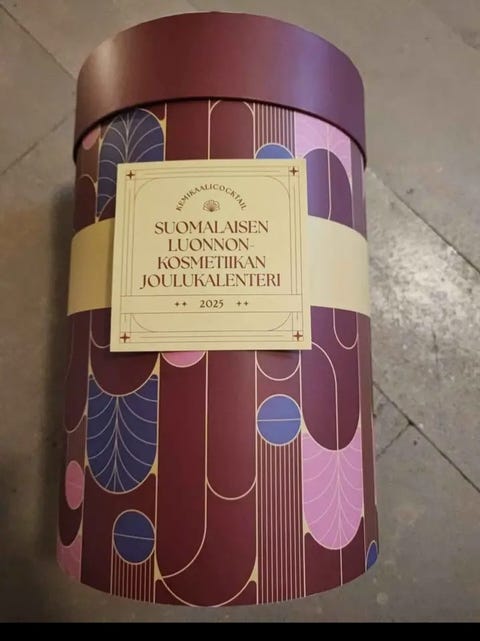 KEMIKAALICOCKTAIL
SUOMALAISEN
LUONNON-
KOSMETIIKAN
JOULUKALENTERI
2025